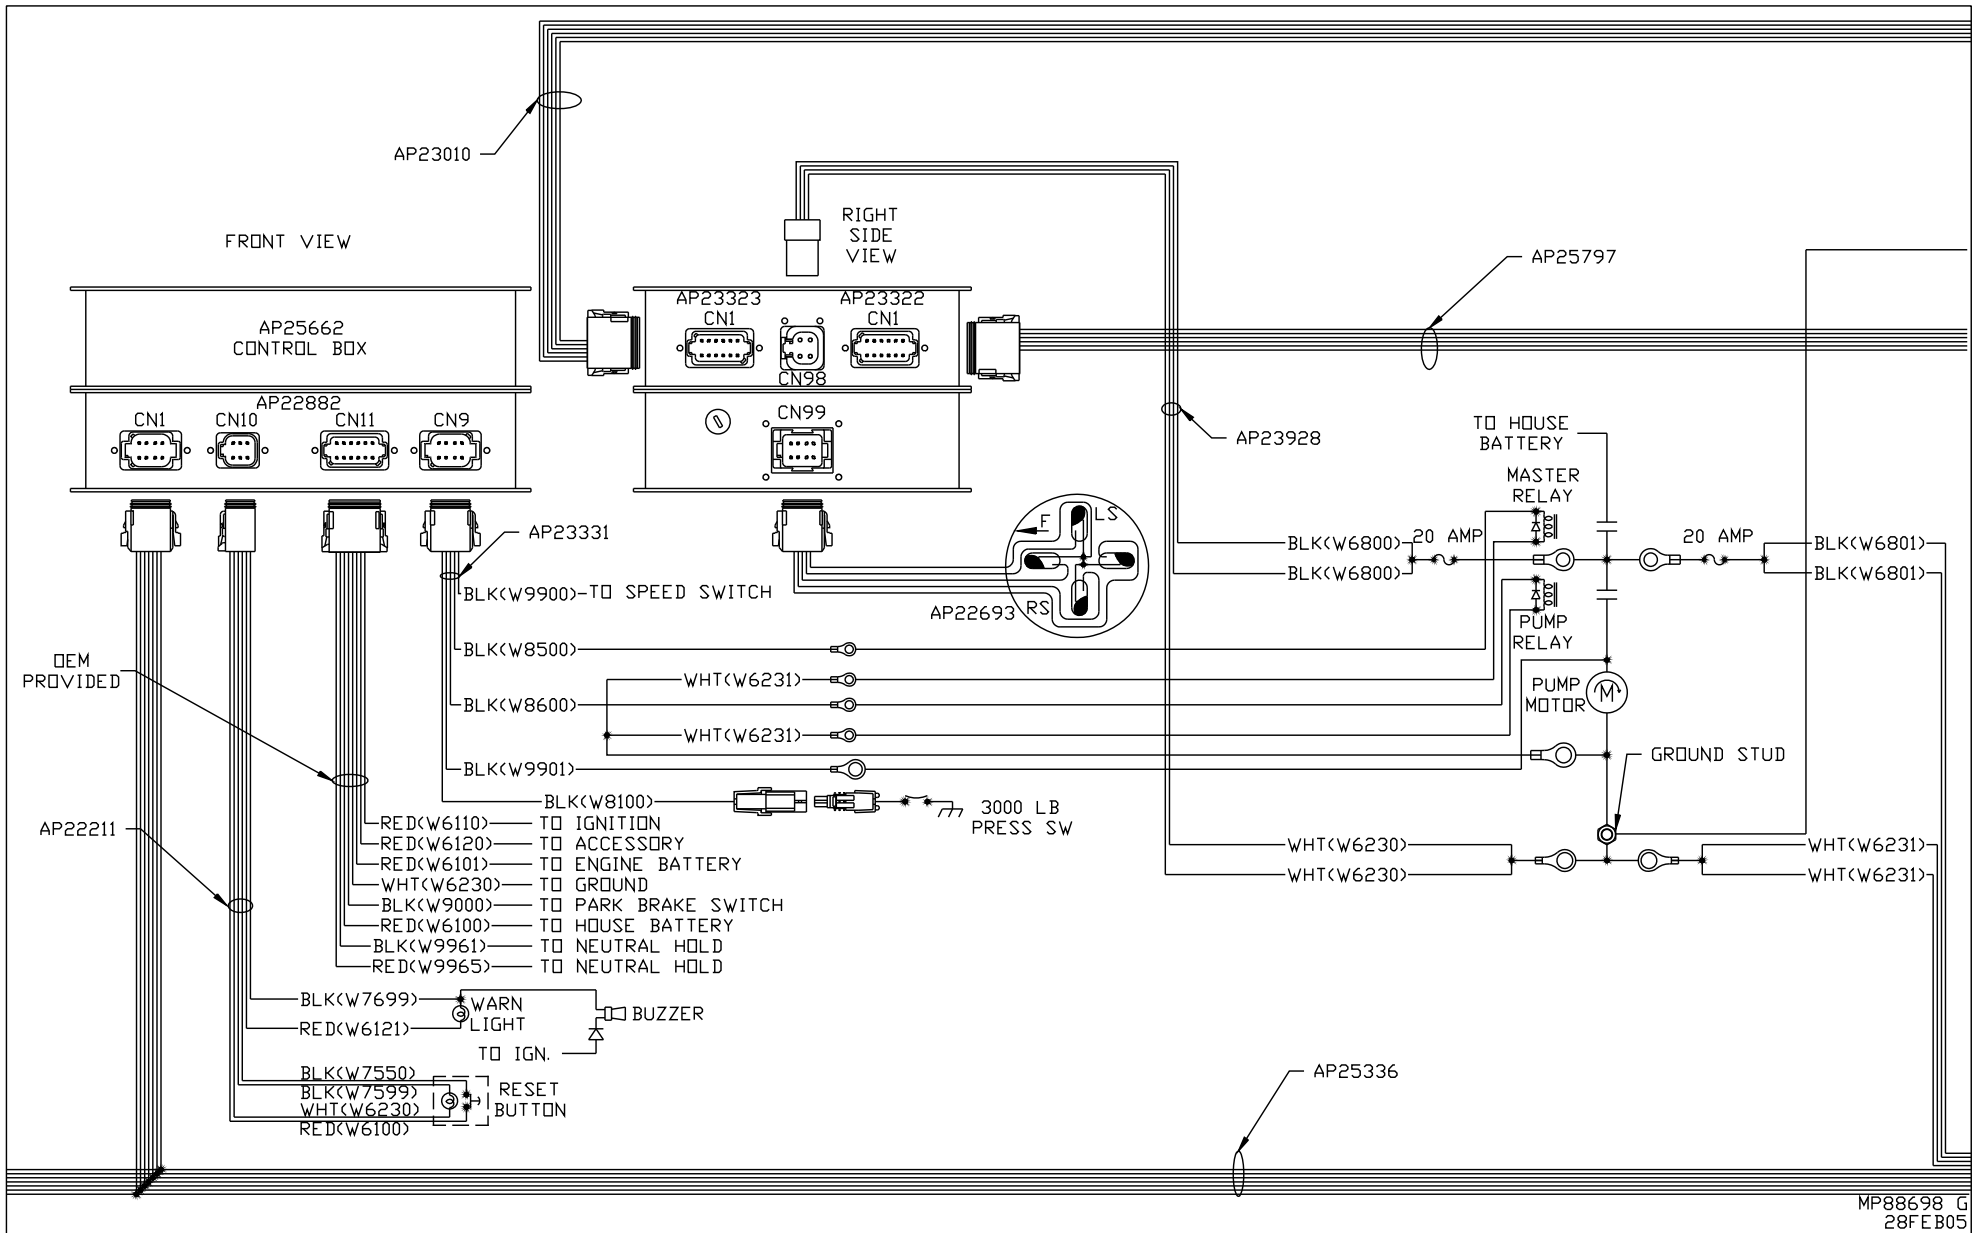 AP23010
FRONT VIEW
RIGHT
SIDE
VIEW
AP25797
AP25662
CONTROL BOX
AP23323
CN1
AP23322
CN1
CN98
AP22882
CN1
CN10
CN11
CN9
CN99
AP23928
TO HOUSE
BATTERY
MASTER
RELAY
AP23331
F
LS
RS
AP22693
BLK(W6800)
BLK(W6800)
20 AMP
20 AMP
BLK(W6801)
BLK(W6801)
PUMP
RELAY
BLK(W9900)
TO SPEED SWITCH
BLK(W8500)
OEM
PROVIDED
WHT(W6231)
BLK(W8600)
WHT(W6231)
PUMP
MOTOR
M
GROUND STUD
BLK(W9901)
BLK(W8100)
3000 LB
PRESS SW
AP22211
RED(W6110) TO IGNITION
RED(W6120) TO ACCESSORY
RED(W6101) TO ENGINE BATTERY
WHT(W6230) TO GROUND
BLK(W9000) TO PARK BRAKE SWITCH
RED(W6100) TO HOUSE BATTERY
BLK(W9961) TO NEUTRAL HOLD
RED(W9965) TO NEUTRAL HOLD
WHT(W6230)
WHT(W6230)
WHT(W6231)
WHT(W6231)
BLK(W7699)
RED(W6121)
WARN
LIGHT
BUZZER
TO IGN.
BLK(W7550)
BLK(W7599)
WHT(W6230)
RED(W6100)
RESET
BUTTON
AP25336
MP88698 G
28FEB05